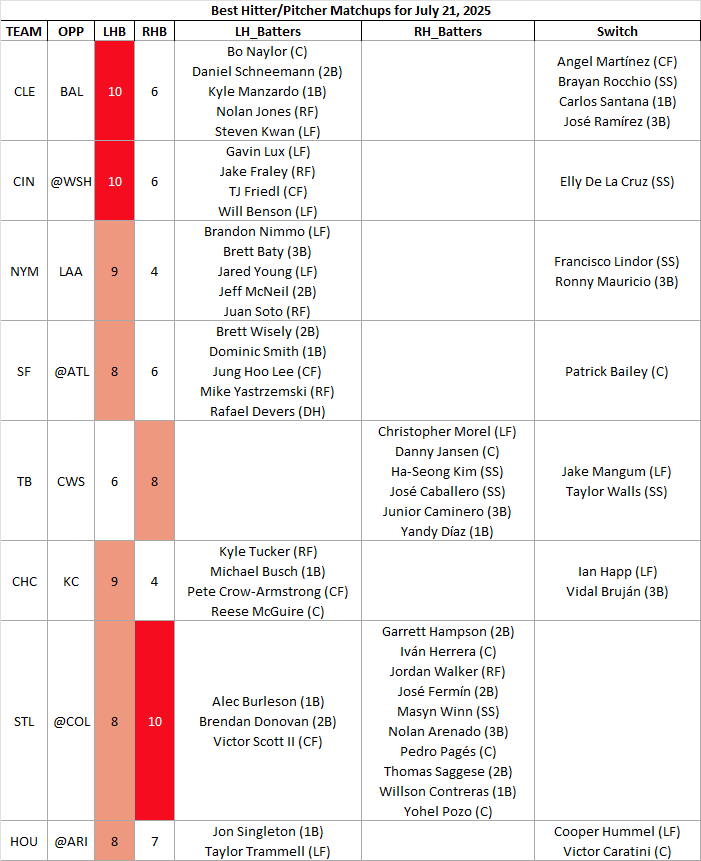 Best Hitter/Pitcher Matchups for July 21, 2025
TEAM OPP LHB RHB LH_Batters RH_Batters Switch
CLE BAL 10 6
Bo Naylor (C)
Daniel Schneemann (2B)
Kyle Manzardo (1B)
Nolan Jones (RF)
Steven Kwan (LF)
Angel Martínez (CF)
Brayan Rocchio (SS)
Carlos Santana (1B)
José Ramírez (3B)
CIN @WSH 10 6
Gavin Lux (LF)
Jake Fraley (RF)
TJ Friedl (CF)
Will Benson (LF)
Elly De La Cruz (SS)
NYM LAA 9 4
Brandon Nimmo (LF)
Brett Baty (3B)
Jared Young (LF)
Jeff McNeil (2B)
Juan Soto (RF)
Francisco Lindor (SS)
Ronny Mauricio (3B)
SF @ATL 8 6
Brett Wisely (2B)
Dominic Smith (1B)
Jung Hoo Lee (CF)
Mike Yastrzemski (RF)
Rafael Devers (DH)
Patrick Bailey (C)
TB CWS 6 8
Christopher Morel (LF)
Danny Jansen (C)
Ha-Seong Kim (SS)
José Caballero (SS)
Junior Caminero (3B)
Yandy Díaz (1B)
Jake Mangum (LF)
Taylor Walls (SS)
CHC KC 9 4
Kyle Tucker (RF)
Michael Busch (1B)
Pete Crow-Armstrong (CF)
Reese McGuire (C)
Ian Happ (LF)
Vidal Bruján (3B)
STL @COL 8 10
Alec Burleson (1B)
Brendan Donovan (2B)
Victor Scott II (CF)
Garrett Hampson (2B)
Iván Herrera (C)
Jordan Walker (RF)
José Fermín (2B)
Masyn Winn (SS)
Nolan Arenado (3B)
Pedro Pagés (C)
Thomas Saggese (2B)
Willson Contreras (1B)
Yohel Pozo (C)
HOU @ARI 8 7
Jon Singleton (1B)
Taylor Trammell (LF)
Cooper Hummel (LF)
Victor Caratini (C)